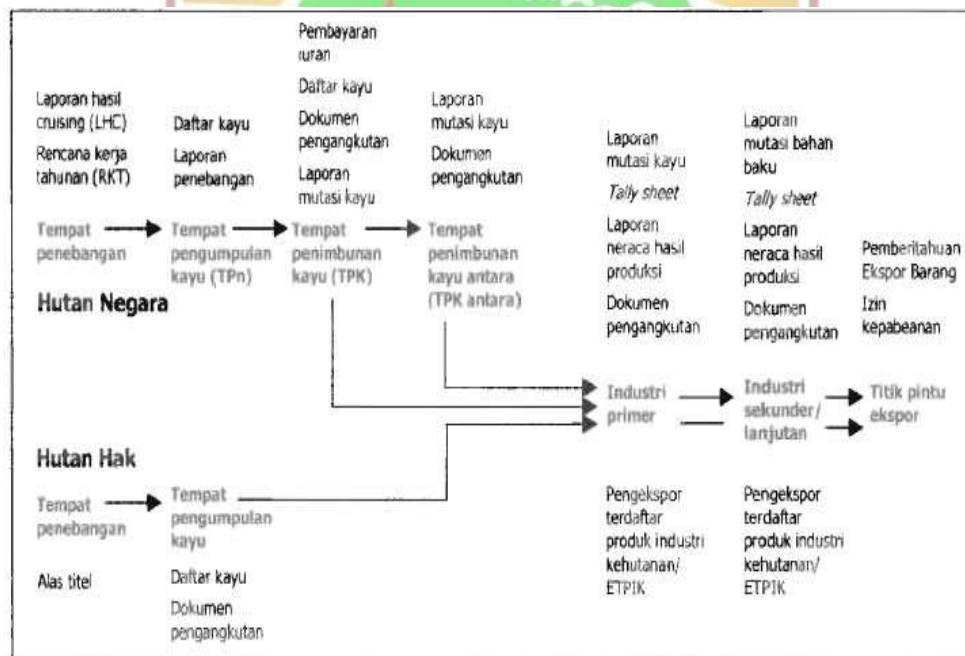 Pembayaran
iuran
Daftar kayu
Dokumen
pengangkutan
Laporan
mutasi kayu
Laporan hasil
cruising (LHC)
Rencana kerja
tahunan (RKT)
Daftar kayu
Laporan
penebangan
Laporan
mutasi kayu
Dokumen
pengangkutan
Laporan
mutasi kayu
Tally sheet
Laporan
neraca hasil
produksi
Dokumen
pengangkutan
Laporan
mutasi bahan
baku
Tally sheet
Laporan
neraca hasil
produksi
Dokumen
pengangkutan
Pemberitahuan
Ekspor Barang
Izin
kepabeanan
Tempat
penebangan
Tempat
pengumpulan
kayu (TPn)
Tempat
penimbunan
kayu (TPK)
Tempat
penimbunan
kayu antara
(TPK antara)
Hutan Negara
Industri
primer
Industri
sekunder/
lanjutan
Titik pintu
ekspor
Hutan Hak
Tempat
penebangan
Tempat
pengumpulan
kayu
Alas titel
Daftar kayu
Dokumen
pengangkutan
Pengekspor
terdaftar
produk industri
kehutanan/
ETPIK
Pengekspor
terdaftar
produk industri
kehutanan/
ETPIK